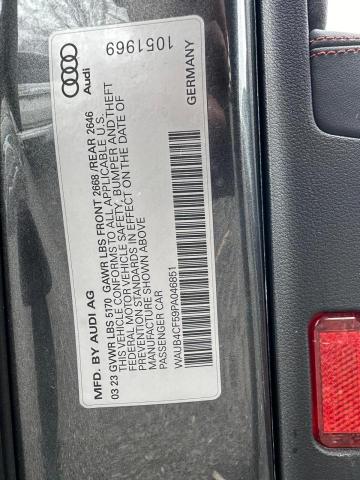 Audi
1051969
MFD. BY AUDI AG
GERMANY
03 23 GVWR LBS 5170 GAWR LBS FRONT 2668 /REAR 2646
THIS VEHICLE CONFORMS TO ALL APPLICABLE U.S.
FEDERAL MOTOR VEHICLE SAFETY, BUMPER AND THEFT
PREVENTION STANDARDS IN EFFECT ON THE DATE OF
MANUFACTURE SHOWN ABOVE
PASSENGER CAR
WAUB4CF59PA046851